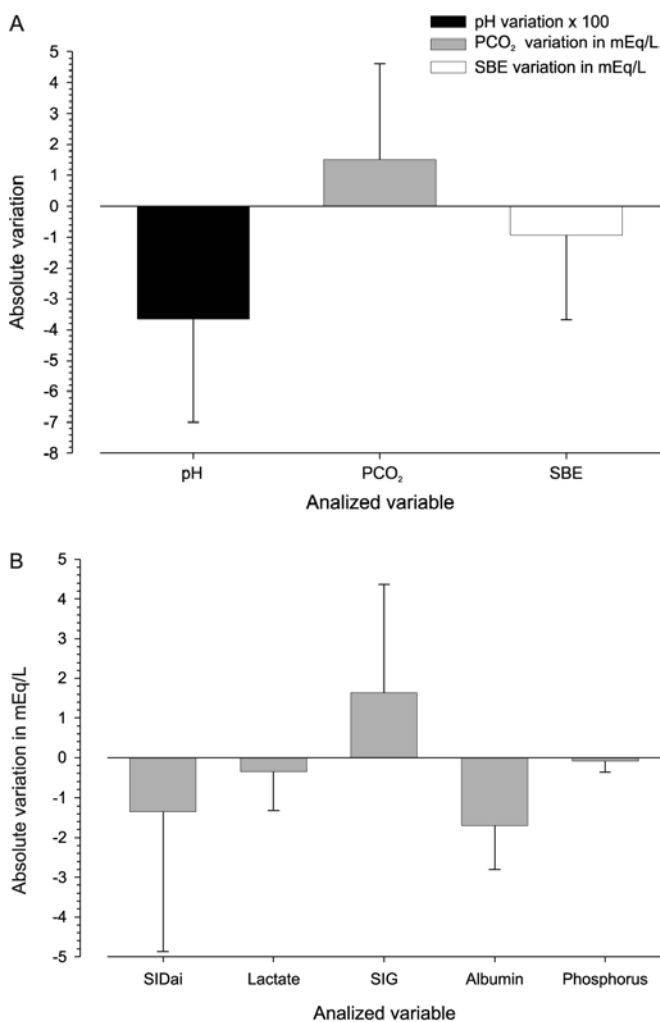 A
pH variation x 100
PCO₂ variation in mEq/L
SBE variation in mEq/L
Absolute variation
5
4
3
2
1
0
-1
-2
-3
-4
-5
-6
-7
-8
pH PCO₂ SBE
Analized variable
B
Absolute variation in mEq/L
5
4
3
2
1
0
-1
-2
-3
-4
-5
SIDai Lactate SIG Albumin Phosphorus
Analized variable